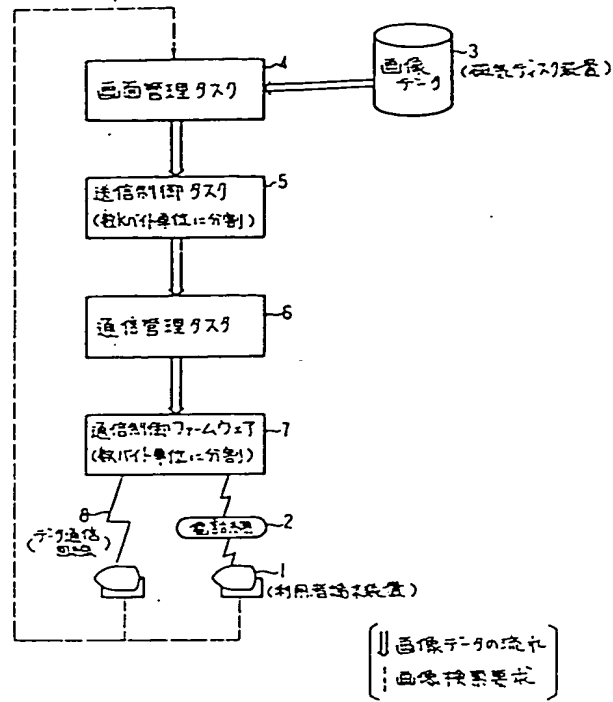 4
画面管理タスク
画像
データ
3
(磁気ディスク装置)
送信制御タスク
(数Kバイト単位に分割)
5
通信管理タスク
6
通信制御ファームウェア
(数バイト単位に分割)
7
8
(データ通信
回線)
電話網
2
1
(利用者端末装置)
画像データの流れ
画像検索要求